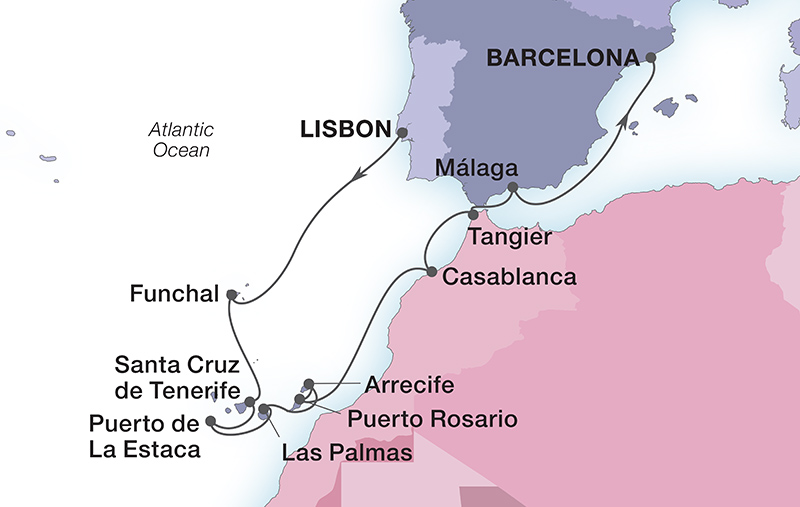 BARCELONA
Atlantic
Ocean
LISBON
Málaga
Tangier
Casablanca
Funchal
Santa Cruz
de Tenerife
Arrecife
Puerto de
La Estaca
Puerto Rosario
Las Palmas